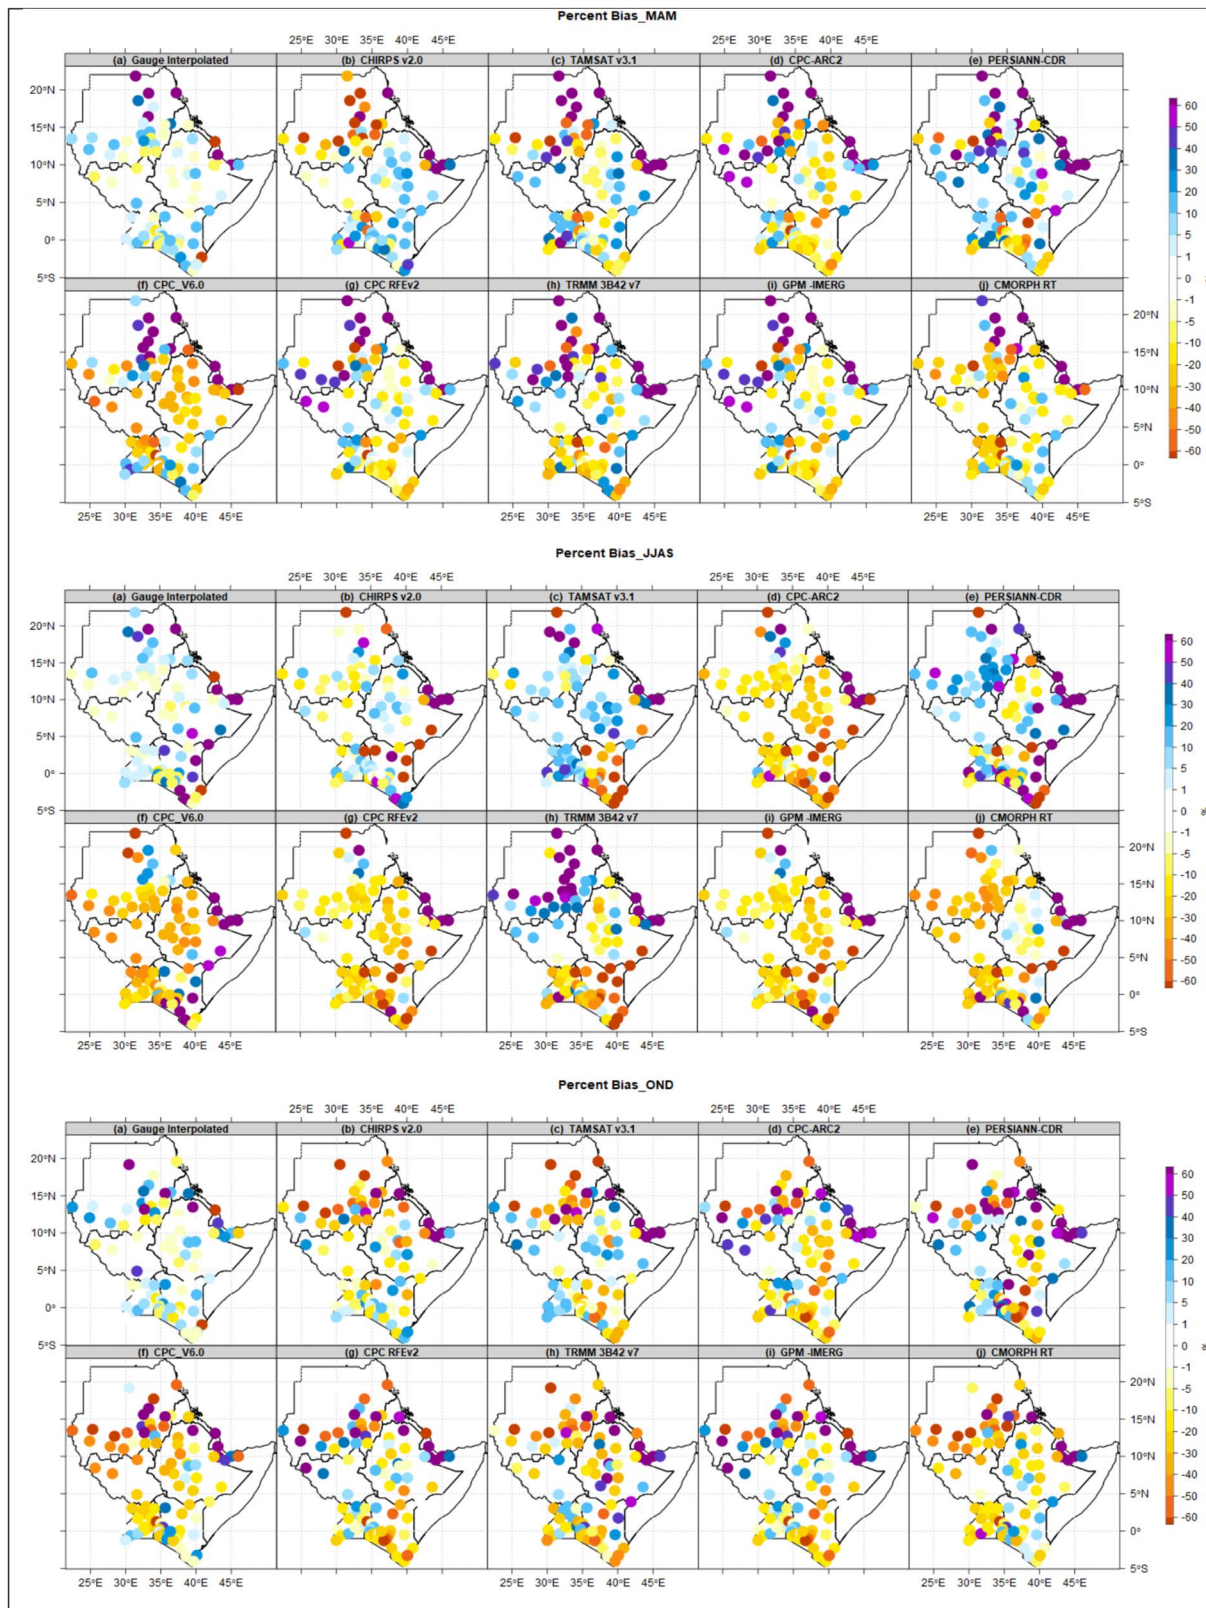 Percent Bias_MAM
25°E 30°E 35°E 40°E 45°E 25°E 30°E 35°E 40°E 45°E
(a) Gauge Interpolated (b) CHIRPS v2.0 (c) TAMSAT v3.1 (d) CPC-ARC2 (e) PERSIANN-CDR
20°N
15°N
10°N
5°N
0°
5°S
(f) CPC_V6.0 (g) CPC RFEv2 (h) TRMM 3B42 v7 (i) GPM -IMERG (j) CMORPH RT
20°N
15°N
10°N
5°N
0°
5°S
25°E 30°E 35°E 40°E 45°E 25°E 30°E 35°E 40°E 45°E 25°E 30°E 35°E 40°E 45°E
60
50
40
30
20
10
5
1
0
-1
-5
-10
-20
-30
-40
-50
-60
%
Percent Bias_JJAS
25°E 30°E 35°E 40°E 45°E 25°E 30°E 35°E 40°E 45°E
(a) Gauge Interpolated (b) CHIRPS v2.0 (c) TAMSAT v3.1 (d) CPC-ARC2 (e) PERSIANN-CDR
20°N
15°N
10°N
5°N
0°
5°S
(f) CPC_V6.0 (g) CPC RFEv2 (h) TRMM 3B42 v7 (i) GPM -IMERG (j) CMORPH RT
20°N
15°N
10°N
5°N
0°
5°S
25°E 30°E 35°E 40°E 45°E 25°E 30°E 35°E 40°E 45°E 25°E 30°E 35°E 40°E 45°E
60
50
40
30
20
10
5
1
0
-1
-5
-10
-20
-30
-40
-50
-60
%
Percent Bias_OND
25°E 30°E 35°E 40°E 45°E 25°E 30°E 35°E 40°E 45°E
(a) Gauge Interpolated (b) CHIRPS v2.0 (c) TAMSAT v3.1 (d) CPC-ARC2 (e) PERSIANN-CDR
20°N
15°N
10°N
5°N
0°
5°S
(f) CPC_V6.0 (g) CPC RFEv2 (h) TRMM 3B42 v7 (i) GPM -IMERG (j) CMORPH RT
20°N
15°N
10°N
5°N
0°
5°S
25°E 30°E 35°E 40°E 45°E 25°E 30°E 35°E 40°E 45°E 25°E 30°E 35°E 40°E 45°E
60
50
40
30
20
10
5
1
0
-1
-5
-10
-20
-30
-40
-50
-60
%